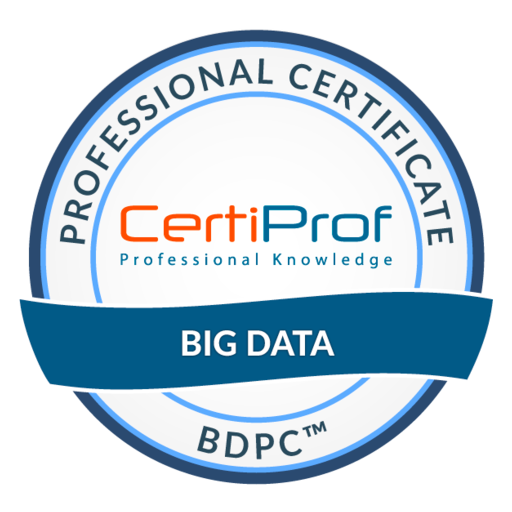 PROFESSIONAL CERTIFICATE
CertiProf
Professional Knowledge
BIG DATA
BDPC™